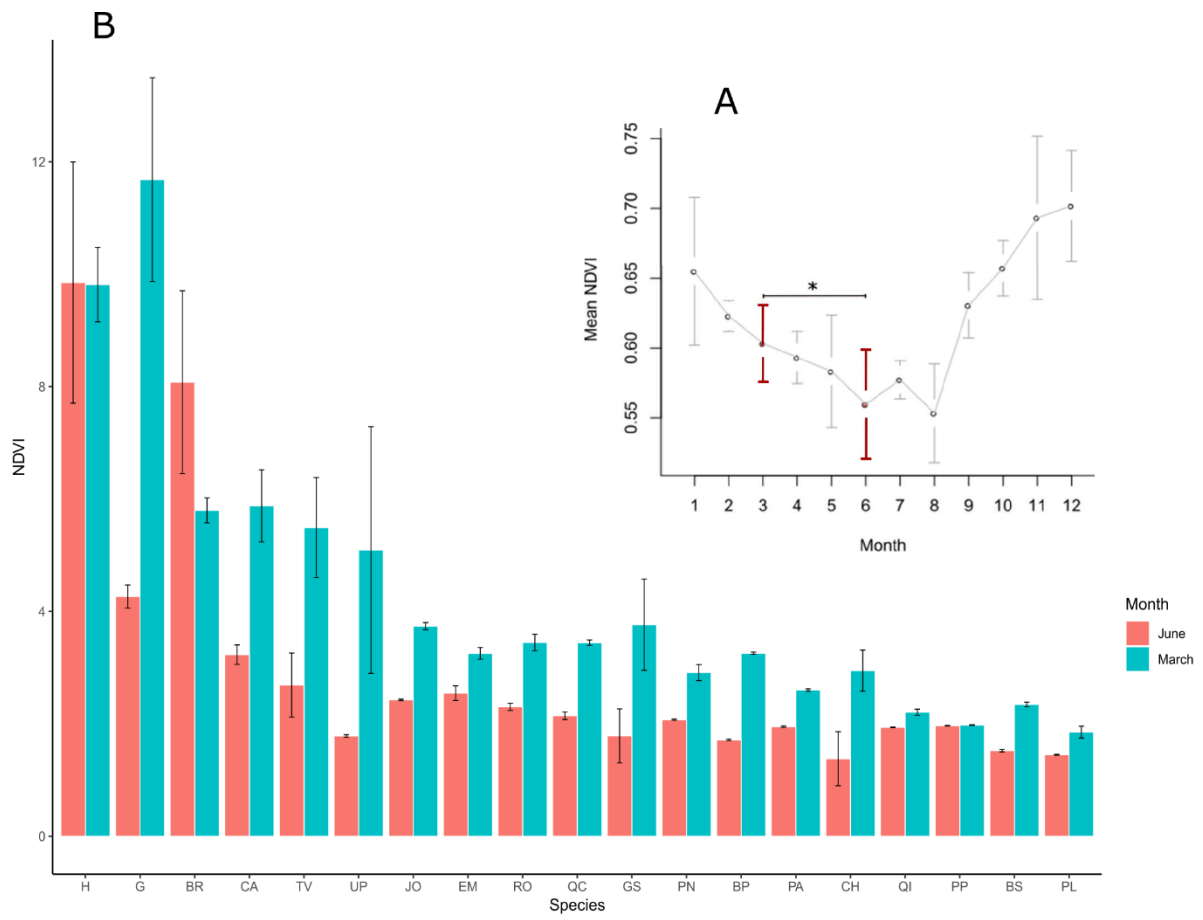 B
A
12
8
4
0
NDVI
H G BR CA TV UP JO EM RO QC GS PN BP PA CH QI PP BS PL
Species
0.75
0.70
0.65
0.60
0.55
Mean NDVI
*
1 2 3 4 5 6 7 8 9 10 11 12
Month
Month
June
March